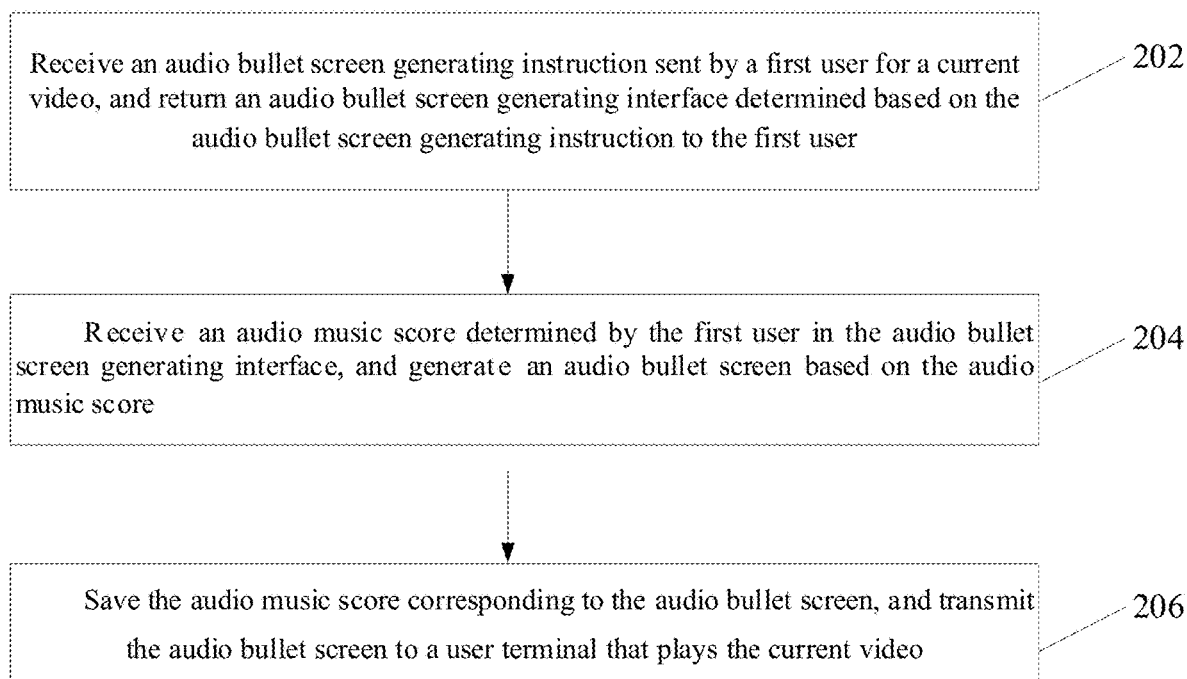 Receive an audio bullet screen generating instruction sent by a first user for a current
video, and return an audio bullet screen generating interface determined based on the
audio bullet screen generating instruction to the first user
202
Receive an audio music score determined by the first user in the audio bullet
screen generating interface, and generate an audio bullet screen based on the audio
music score
204
Save the audio music score corresponding to the audio bullet screen, and transmit
the audio bullet screen to a user terminal that plays the current video
206